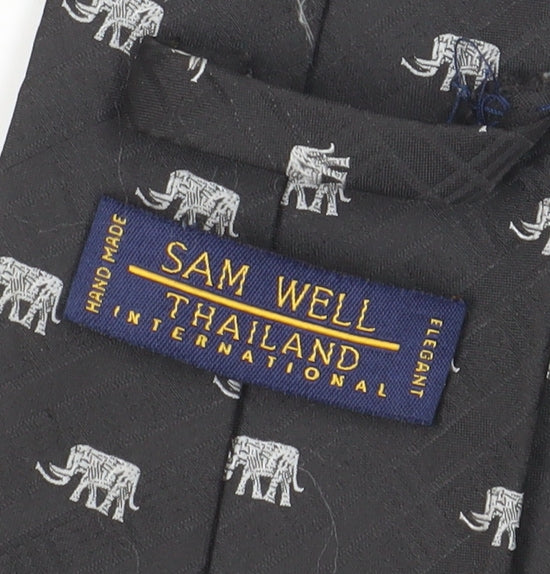 HAND MADE
SAM WELL
THAILAND
INTERNATIONAL
ELEGANT